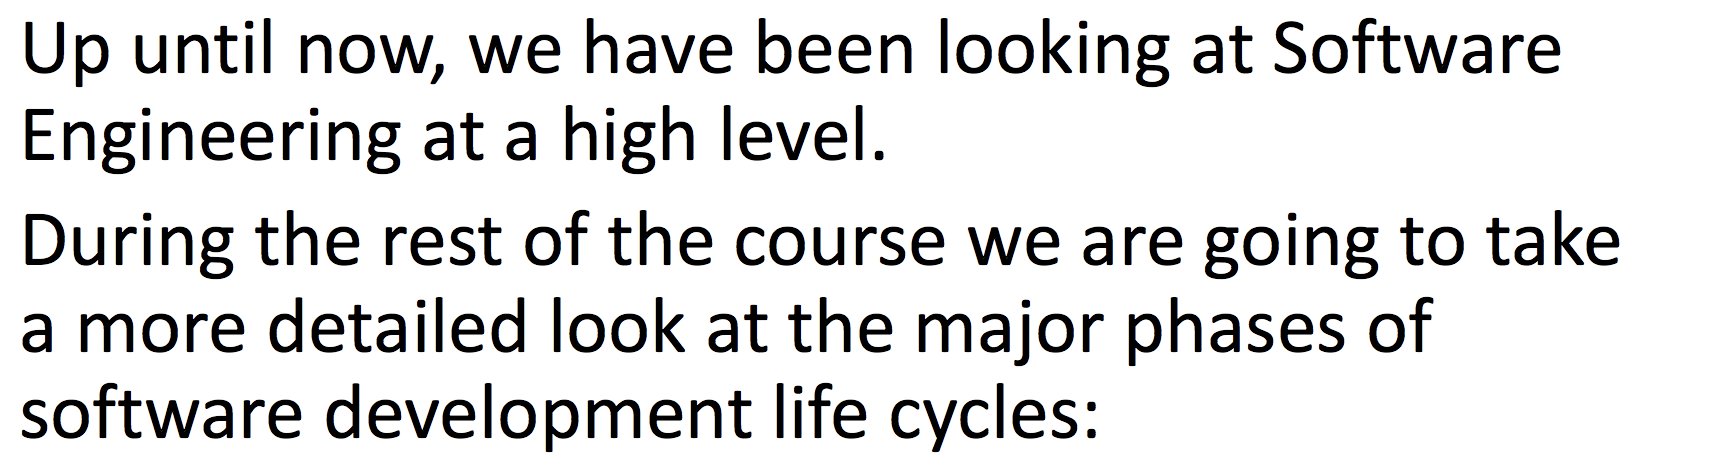 Up until now, we have been looking at Software
Engineering at a high level.
During the rest of the course we are going to take
a more detailed look at the major phases of
software development life cycles: